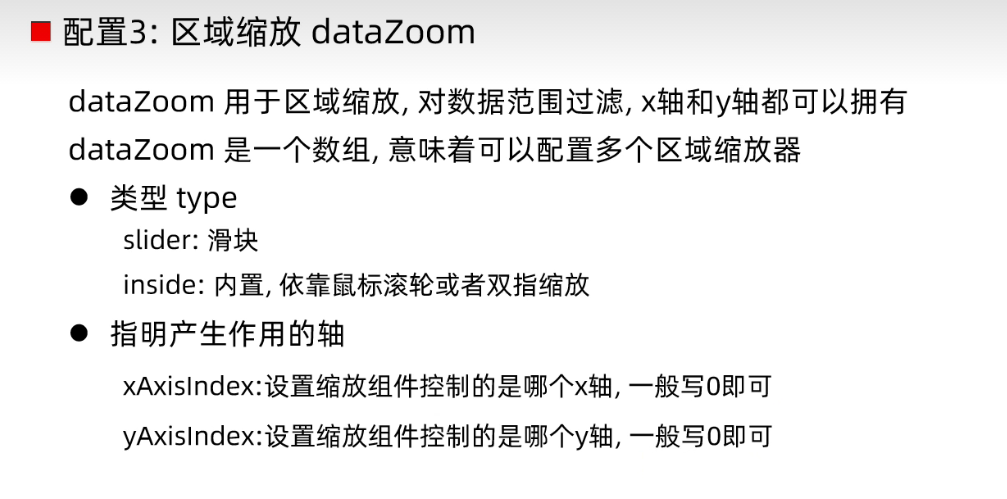 配置3: 区域缩放 dataZoom
dataZoom 用于区域缩放, 对数据范围过滤, x轴和y轴都可以拥有
dataZoom 是一个数组, 意味着可以配置多个区域缩放器
● 类型 type
slider: 滑块
inside: 内置, 依靠鼠标滚轮或者双指缩放
● 指明产生作用的轴
xAxisIndex:设置缩放组件控制的是哪个x轴, 一般写0即可
yAxisIndex:设置缩放组件控制的是哪个y轴, 一般写0即可